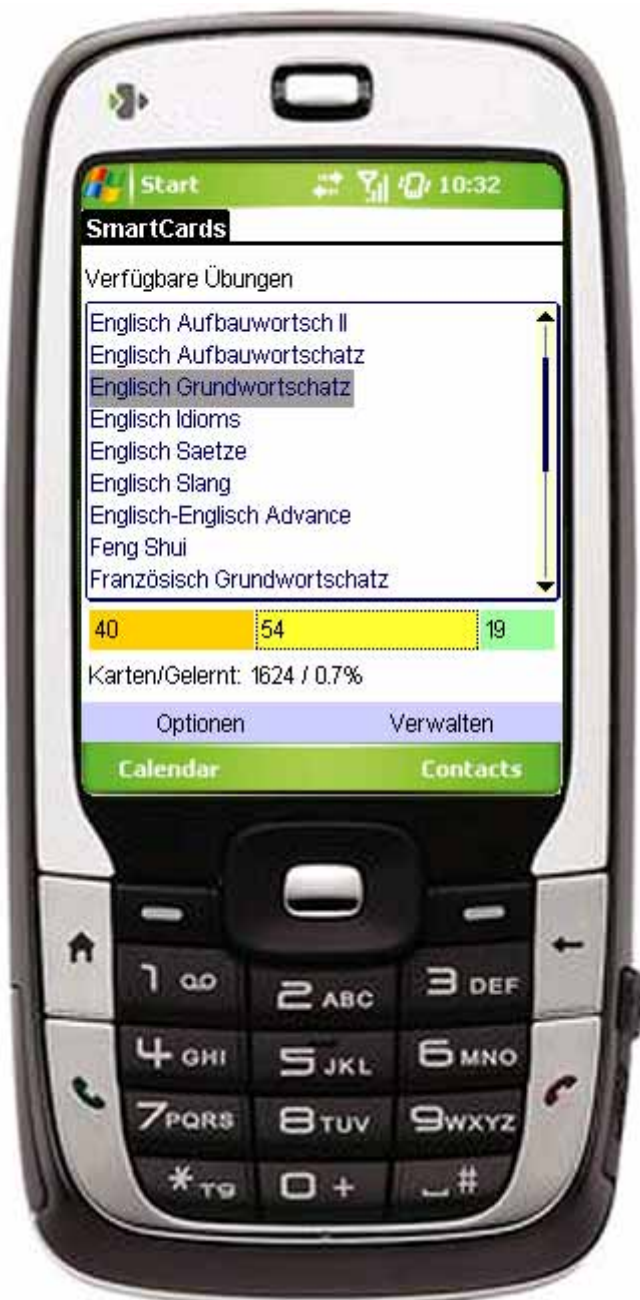 Start 10:32
SmartCards
Verfügbare Übungen
Englisch Aufbauwortsch II
Englisch Aufbauwortschatz
Englisch Grundwortschatz
Englisch Idioms
Englisch Saetze
Englisch Slang
Englisch-Englisch Advance
Feng Shui
Französisch Grundwortschatz
40 54 19
Karten/Gelernt: 1624 / 0.7%
Optionen Verwalten
Calendar Contacts
1 2 ABC 3 DEF
4 GHI 5 JKL 6 MNO
7 PQRS 8 TUV 9 WXYZ
* 0 + #